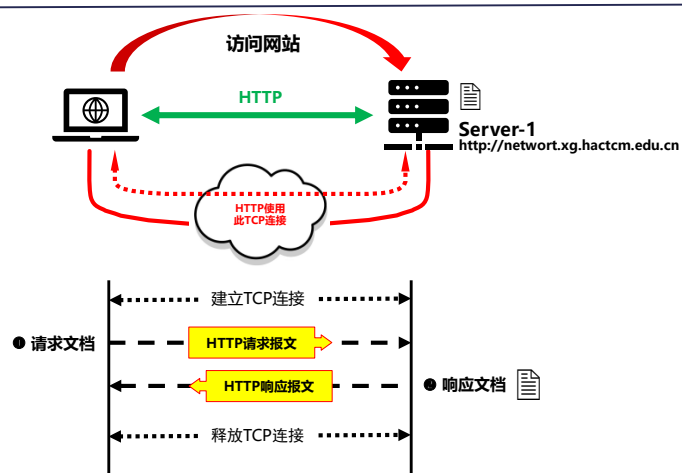 访问网站
HTTP
Server-1
http://networt.xg.hactcm.edu.cn
HTTP使用
此TCP连接
建立TCP连接
❶ 请求文档
HTTP请求报文
HTTP响应报文
❷ 响应文档
释放TCP连接